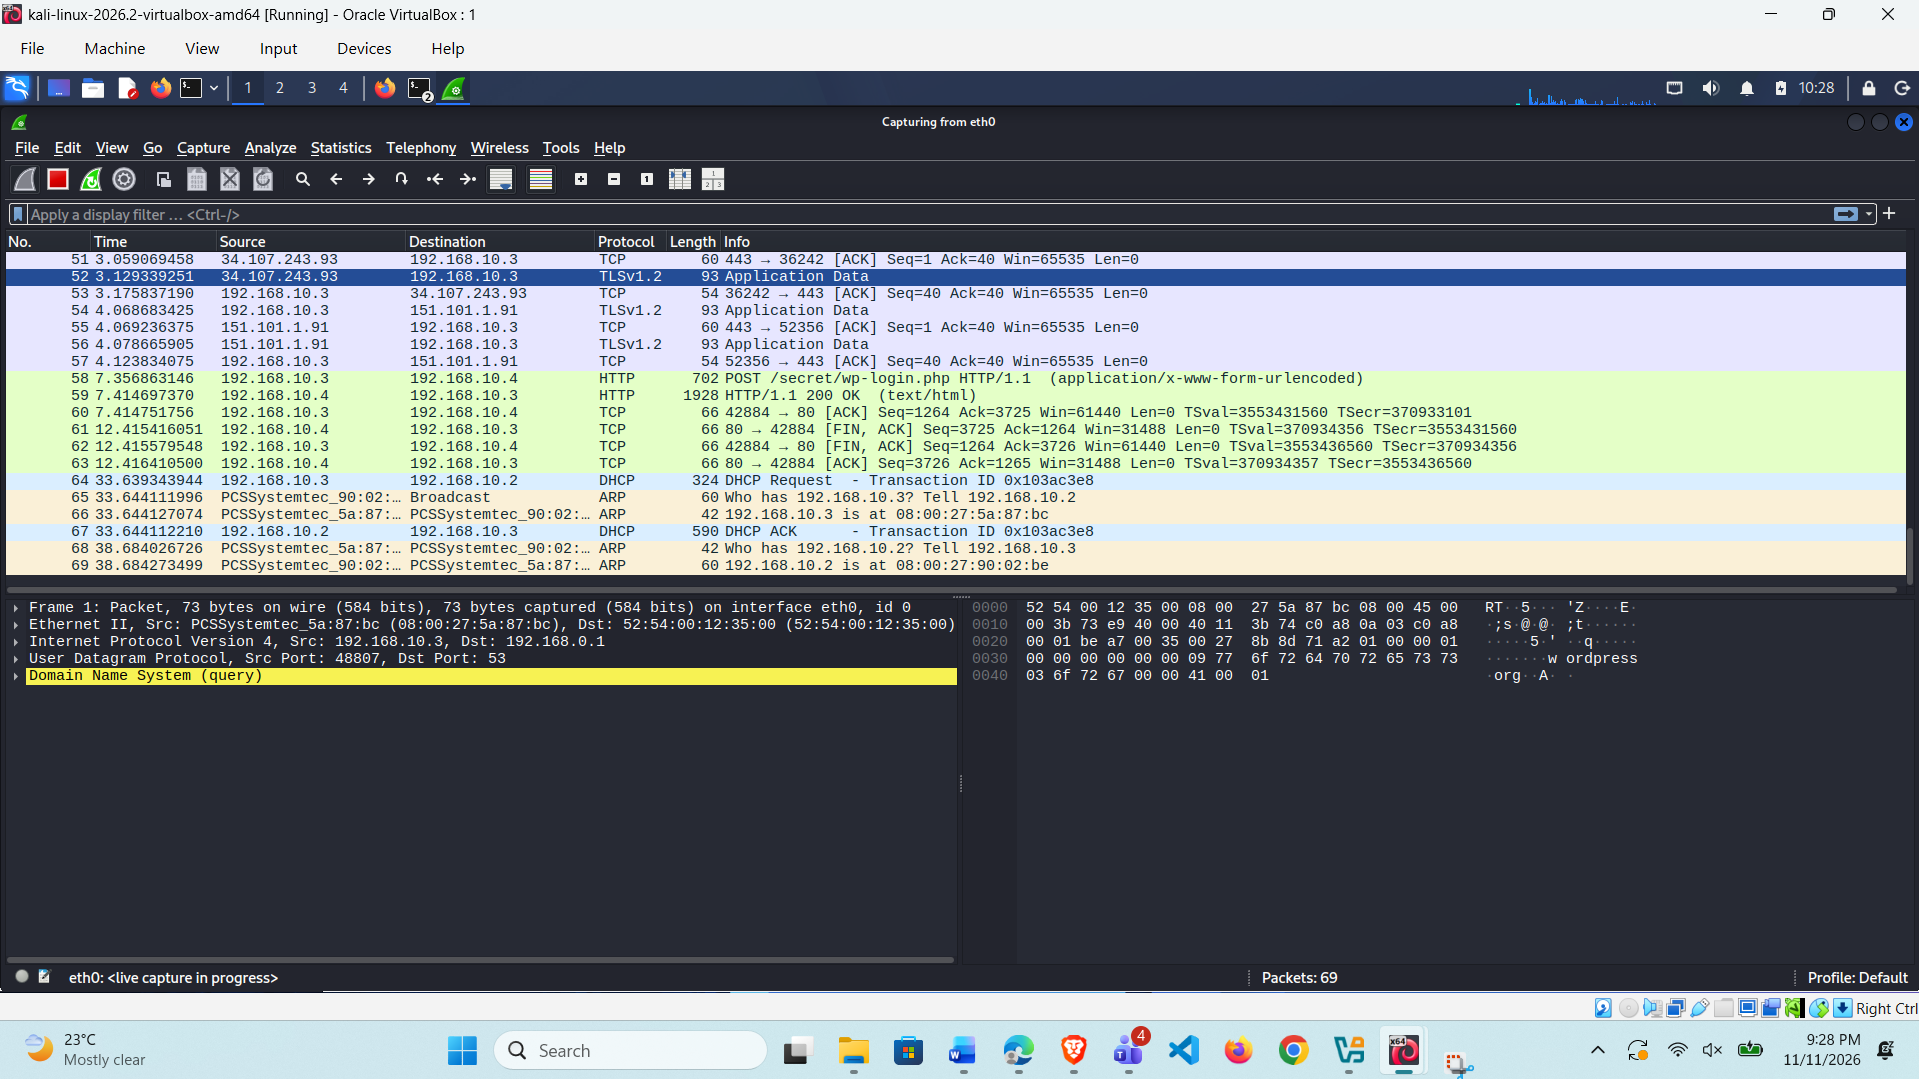 kali-linux-2026.2-virtualbox-amd64 [Running] - Oracle VirtualBox : 1
File Machine View Input Devices Help
1 2 3 4 2 10:28
Capturing from eth0
File Edit View Go Capture Analyze Statistics Telephony Wireless Tools Help
Apply a display filter … <Ctrl-/>
No. Time Source Destination Protocol Length Info
51 3.059069458 34.107.243.93 192.168.10.3 TCP 60 443 → 36242 [ACK] Seq=1 Ack=40 Win=65535 Len=0
52 3.129339251 34.107.243.93 192.168.10.3 TLSv1.2 93 Application Data
53 3.175837190 192.168.10.3 34.107.243.93 TCP 54 36242 → 443 [ACK] Seq=40 Ack=40 Win=65535 Len=0
54 4.068683425 192.168.10.3 151.101.1.91 TLSv1.2 93 Application Data
55 4.069236375 151.101.1.91 192.168.10.3 TCP 60 443 → 52356 [ACK] Seq=1 Ack=40 Win=65535 Len=0
56 4.078665905 151.101.1.91 192.168.10.3 TLSv1.2 93 Application Data
57 4.123834075 192.168.10.3 151.101.1.91 TCP 54 52356 → 443 [ACK] Seq=40 Ack=40 Win=65535 Len=0
58 7.356863146 192.168.10.3 192.168.10.4 HTTP 702 POST /secret/wp-login.php HTTP/1.1 (application/x-www-form-urlencoded)
59 7.414697370 192.168.10.4 192.168.10.3 HTTP 1928 HTTP/1.1 200 OK (text/html)
60 7.414751756 192.168.10.3 192.168.10.4 TCP 66 42884 → 80 [ACK] Seq=1264 Ack=3725 Win=61440 Len=0 TSval=3553431560 TSecr=370933101
61 12.415416051 192.168.10.4 192.168.10.3 TCP 66 80 → 42884 [FIN, ACK] Seq=3725 Ack=1264 Win=31488 Len=0 TSval=370934356 TSecr=3553431560
62 12.415579548 192.168.10.3 192.168.10.4 TCP 66 42884 → 80 [FIN, ACK] Seq=1264 Ack=3726 Win=61440 Len=0 TSval=3553436560 TSecr=370934356
63 12.416410500 192.168.10.4 192.168.10.3 TCP 66 80 → 42884 [ACK] Seq=3726 Ack=1265 Win=31488 Len=0 TSval=370934357 TSecr=3553436560
64 33.639343944 192.168.10.3 192.168.10.2 DHCP 324 DHCP Request - Transaction ID 0x103ac3e8
65 33.644111996 PCSSystemtec_90:02:… Broadcast ARP 60 Who has 192.168.10.3? Tell 192.168.10.2
66 33.644127074 PCSSystemtec_5a:87:… PCSSystemtec_90:02:… ARP 42 192.168.10.3 is at 08:00:27:5a:87:bc
67 33.644112210 192.168.10.2 192.168.10.3 DHCP 590 DHCP ACK - Transaction ID 0x103ac3e8
68 38.684026726 PCSSystemtec_5a:87:… PCSSystemtec_90:02:… ARP 42 Who has 192.168.10.2? Tell 192.168.10.3
69 38.684273499 PCSSystemtec_90:02:… PCSSystemtec_5a:87:… ARP 60 192.168.10.2 is at 08:00:27:90:02:be
Frame 1: Packet, 73 bytes on wire (584 bits), 73 bytes captured (584 bits) on interface eth0, id 0
Ethernet II, Src: PCSSystemtec_5a:87:bc (08:00:27:5a:87:bc), Dst: 52:54:00:12:35:00 (52:54:00:12:35:00)
Internet Protocol Version 4, Src: 192.168.10.3, Dst: 192.168.0.1
User Datagram Protocol, Src Port: 48807, Dst Port: 53
Domain Name System (query)
0000 52 54 00 12 35 00 08 00 27 5a 87 bc 08 00 45 00 RT··5··· 'Z····E·
0010 00 3b 73 e9 40 00 40 11 3b 74 c0 a8 0a 03 c0 a8 ·;s·@·@· ;t······
0020 00 01 be a7 00 35 00 27 8b 8d 71 a2 01 00 00 01 ·····5·' ··q·····
0030 00 00 00 00 00 00 09 77 6f 72 64 70 72 65 73 73 ·······w ordpress
0040 03 6f 72 67 00 00 41 00 01 ·org··A· ·
eth0: <live capture in progress> Packets: 69 Profile: Default
Right Ctrl
23°C
Mostly clear
Search
4
9:28 PM
11/11/2026